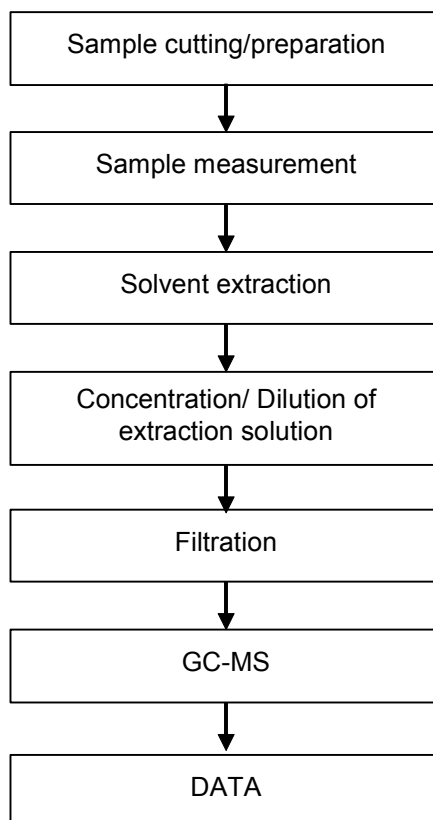 Sample cutting/preparation
Sample measurement
Solvent extraction
Concentration/ Dilution of
extraction solution
Filtration
GC-MS
DATA